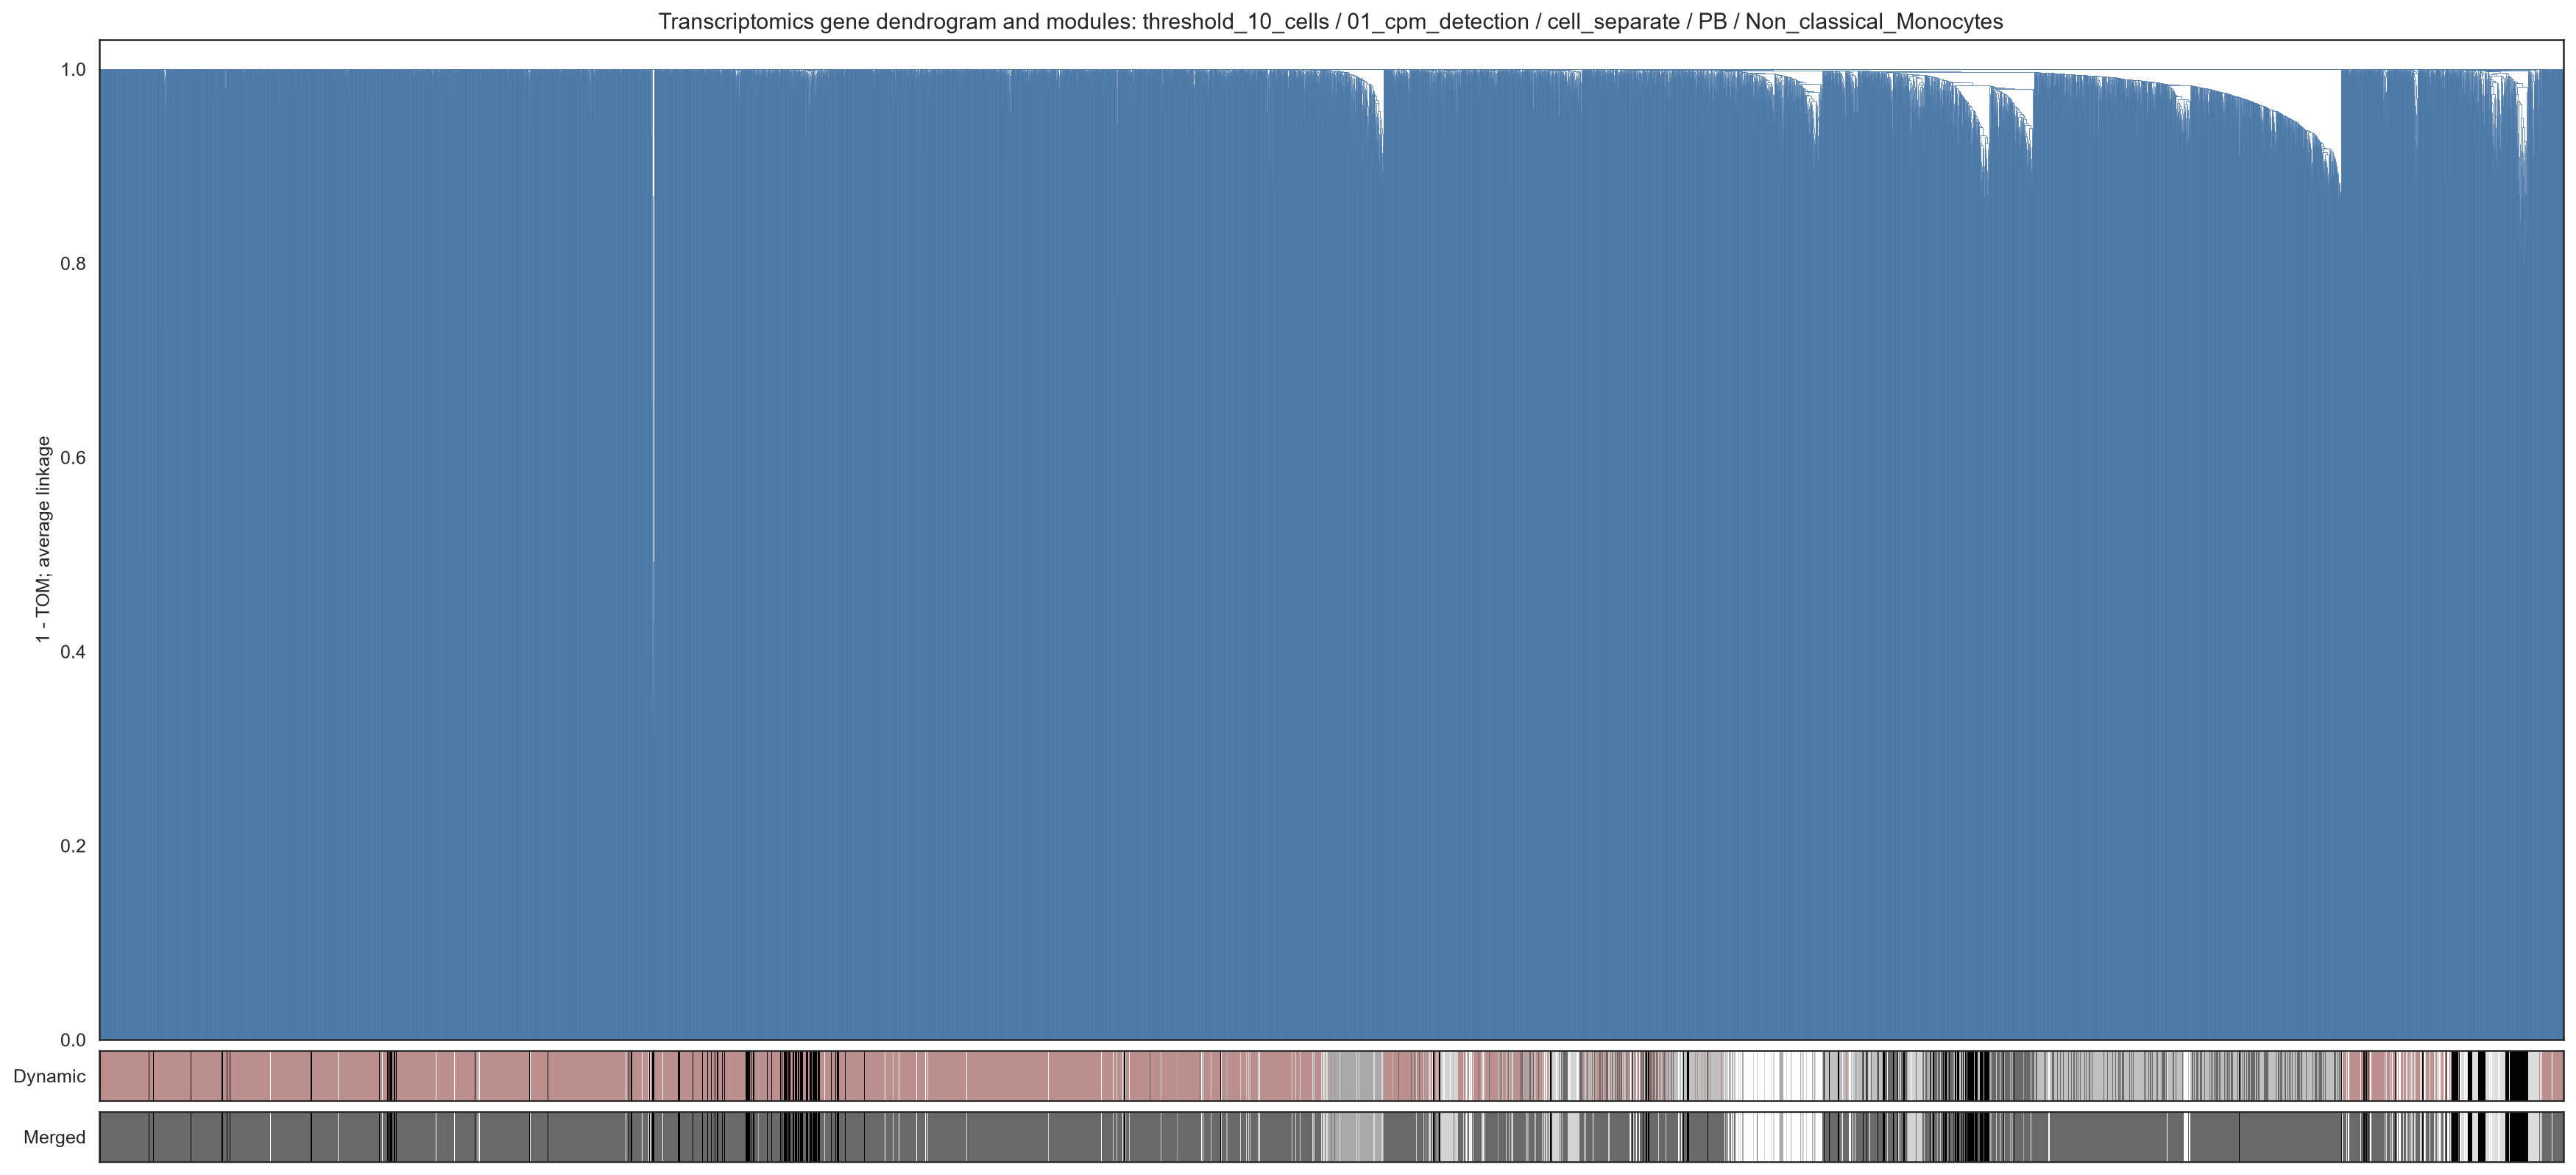 Transcriptomics gene dendrogram and modules: threshold_10_cells / 01_cpm_detection / cell_separate / PB / Non_classical_Monocytes
1.0
0.8
0.6
0.4
0.2
0.0
1 - TOM; average linkage
Dynamic
Merged